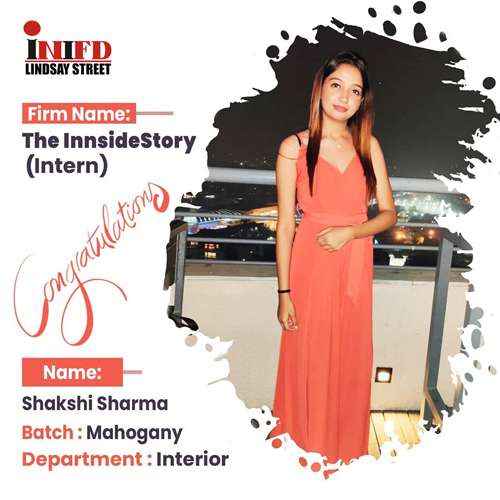 INIFD
LINDSAY STREET
Firm Name:
The InnsideStory
(Intern)
Congratulations
Name:
Shakshi Sharma
Batch : Mahogany
Department : Interior